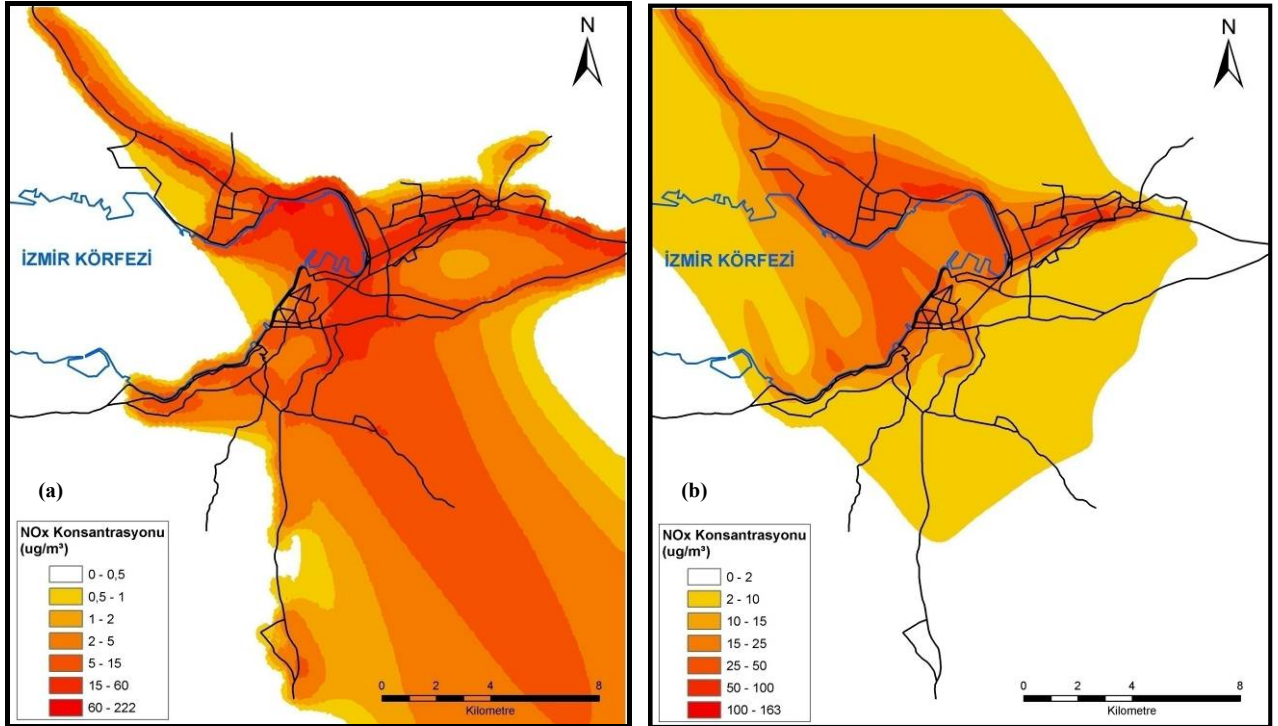 N
İZMİR KÖRFEZİ
(a)
NOx Konsantrasyonu
(ug/m³)
0 - 0,5
0,5 - 1
1 - 2
2 - 5
5 - 15
15 - 60
60 - 222
0 2 4 8
Kilometre
N
İZMİR KÖRFEZİ
(b)
NOx Konsantrasyonu
(ug/m³)
0 - 2
2 - 10
10 - 15
15 - 25
25 - 50
50 - 100
100 - 163
0 2 4 8
Kilometre